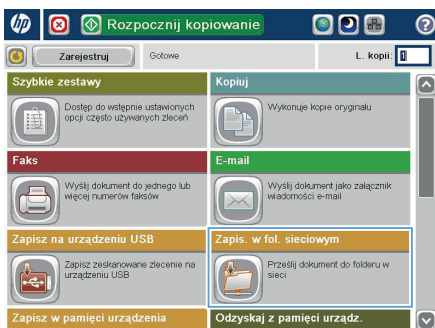 hp
Rozpocznij kopiowanie
?
Zarejestruj
Gotowe
L. kopii: 1
Szybkie zestawy
Kopiuj
Dostęp do wstępnie ustawionych
opcji często używanych zleceń
Wykonuje kopie oryginału
Faks
E-mail
Wyślij dokument do jednego lub
więcej numerów faksów
Wyślij dokument jako załącznik
wiadomości e-mail
Zapisz na urządzeniu USB
Zapis. w fol. sieciowym
Zapisz zeskanowane zlecenie na
urządzeniu USB
Prześlij dokument do folderu w
sieci
Zapisz w pamięci urządzenia
Odzyskaj z pamięci urządz.